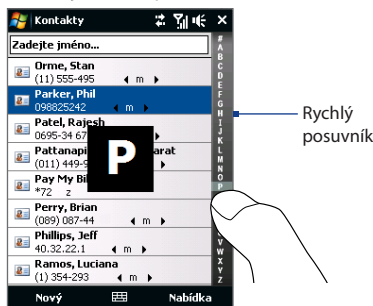 Kontakty
Zadejte jméno...
Orme, Stan
(11) 555-495 m
Parker, Phil
098825242 m
Patel, Rajesh
0695-34 67
Pattanapi arat
(011) 449-9
Pay My Bi
*72 z
Perry, Brian
(089) 087-44 m
Phillips, Jeff
40.32.22.1 m
Ramos, Luciana
(1) 354-293 m
Nový Nabídka
P
#
A
B
C
D
E
F
G
H
I
J
K
L
M
N
O
P
V
W
X
Y
Z
Rychlý
posuvník